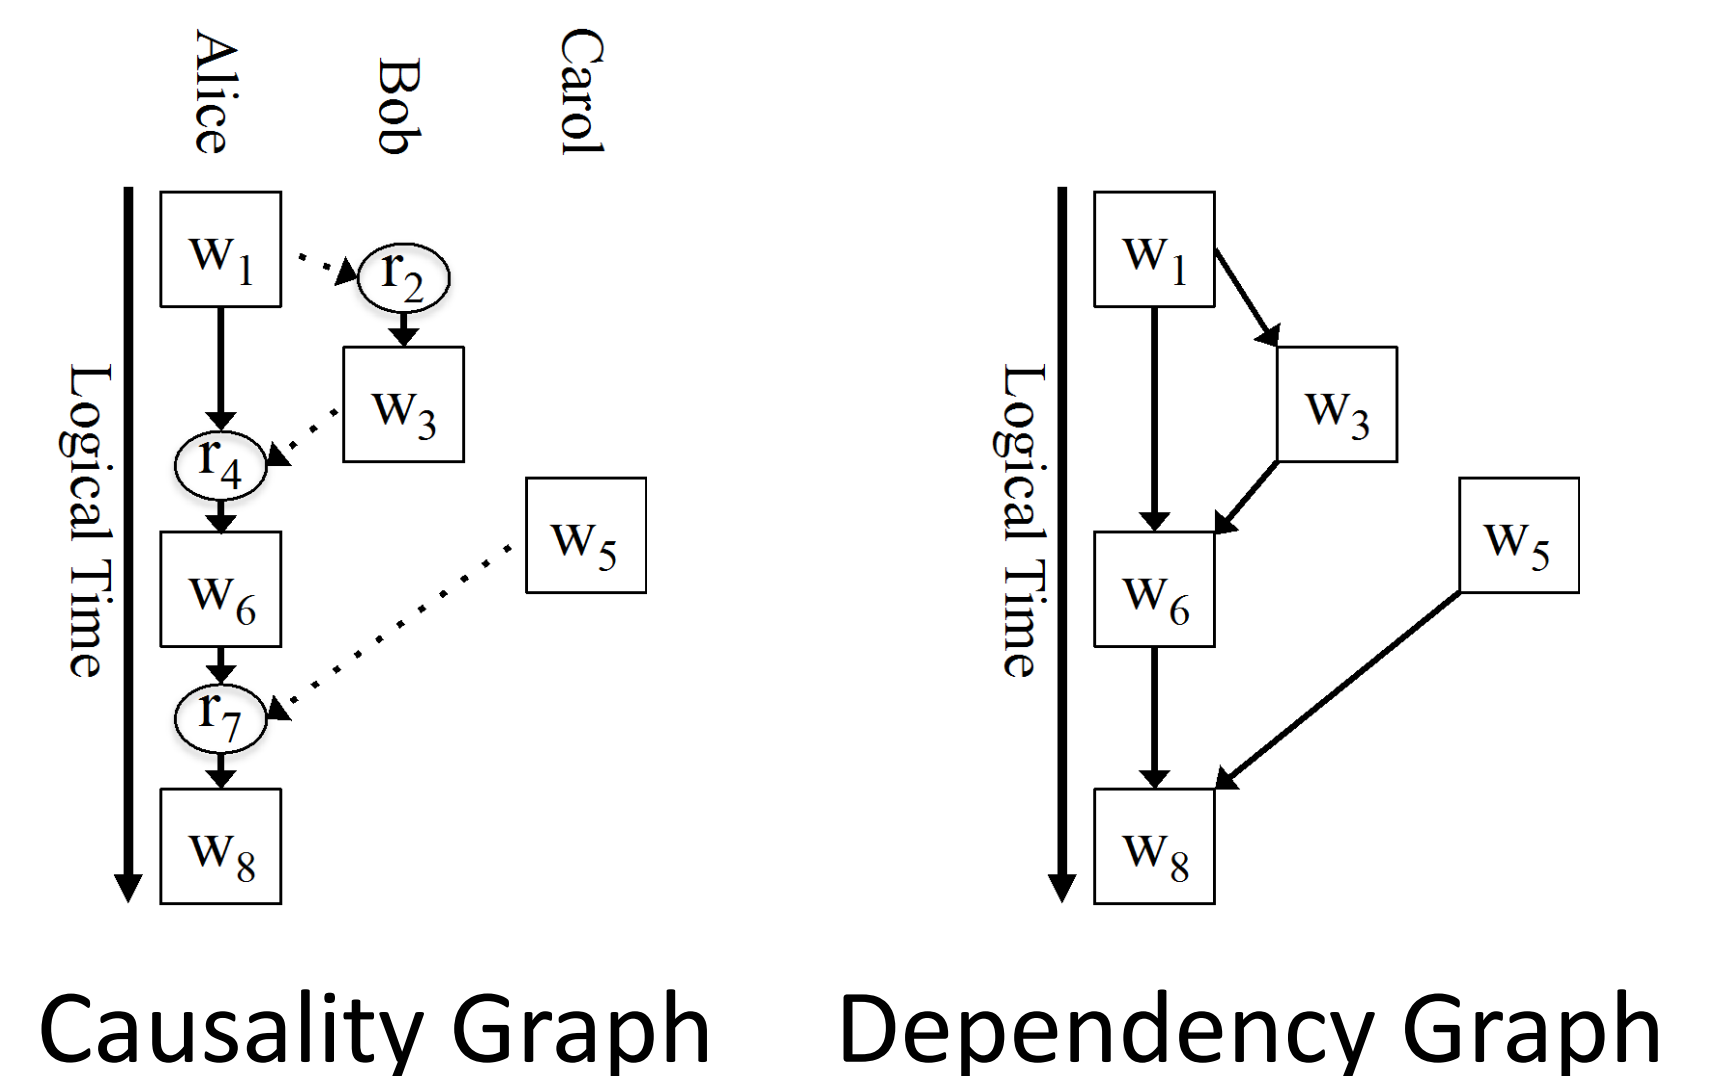 Alice
Bob
Carol
Logical Time
w1
r2
w3
r4
w5
w6
r7
w8
Causality Graph
Logical Time
w1
w3
w5
w6
w8
Dependency Graph